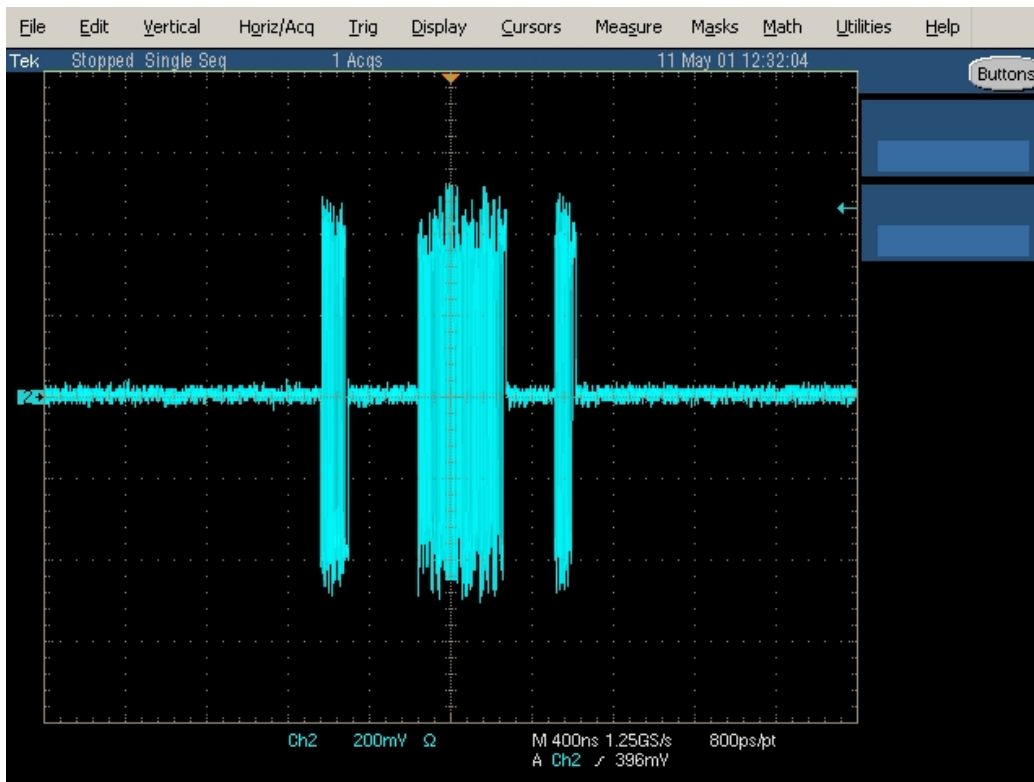 File Edit Vertical Horiz/Acq Trig Display Cursors Measure Masks Math Utilities Help
Tek Stopped Single Seq 1 Acqs 11 May 01 12:32:04
Buttons
2
Ch2 200mV Ω M 400ns 1.25GS/s 800ps/pt
A Ch2 ⁄ 396mV